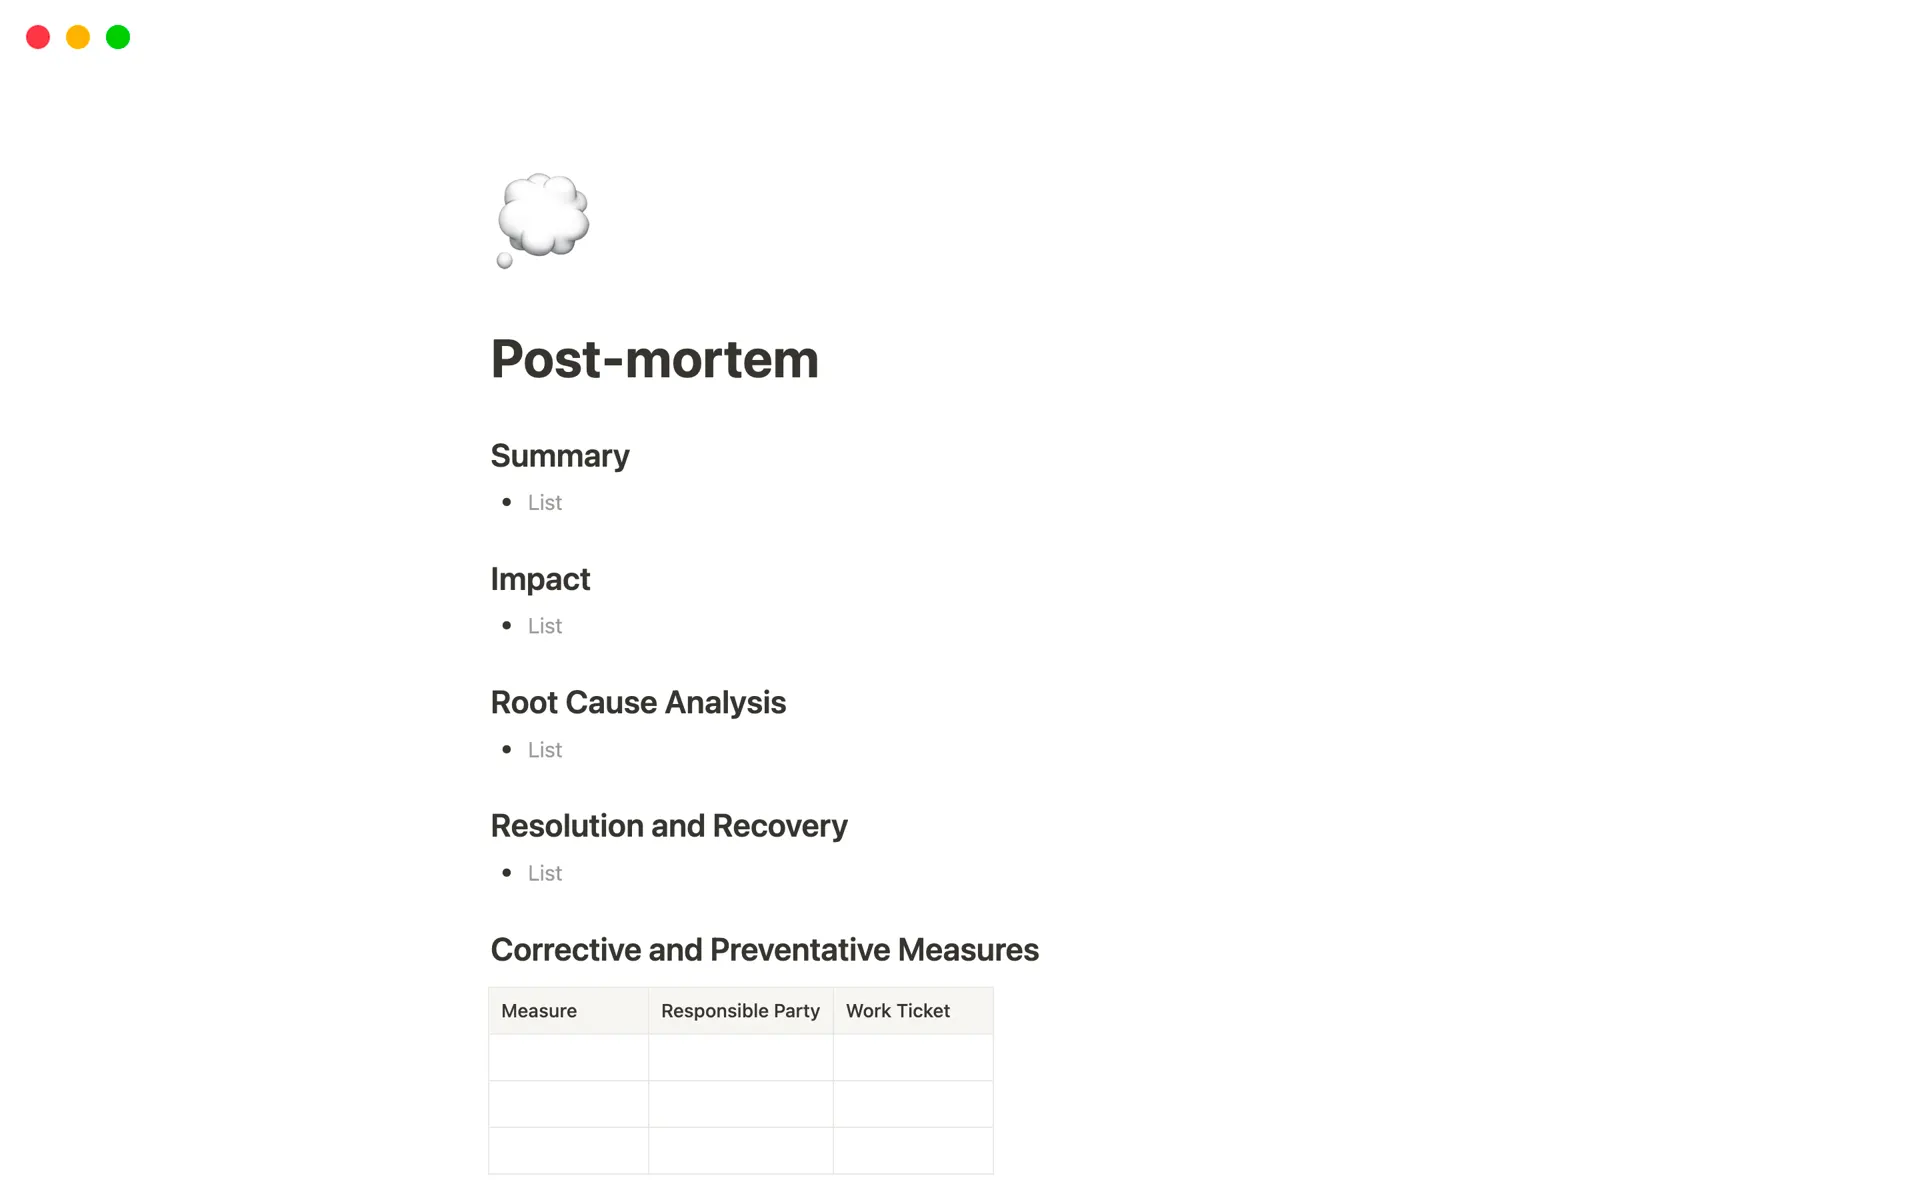 Post-mortem
Summary
List
Impact
List
Root Cause Analysis
List
Resolution and Recovery
List
Corrective and Preventative Measures
Measure Responsible Party Work Ticket